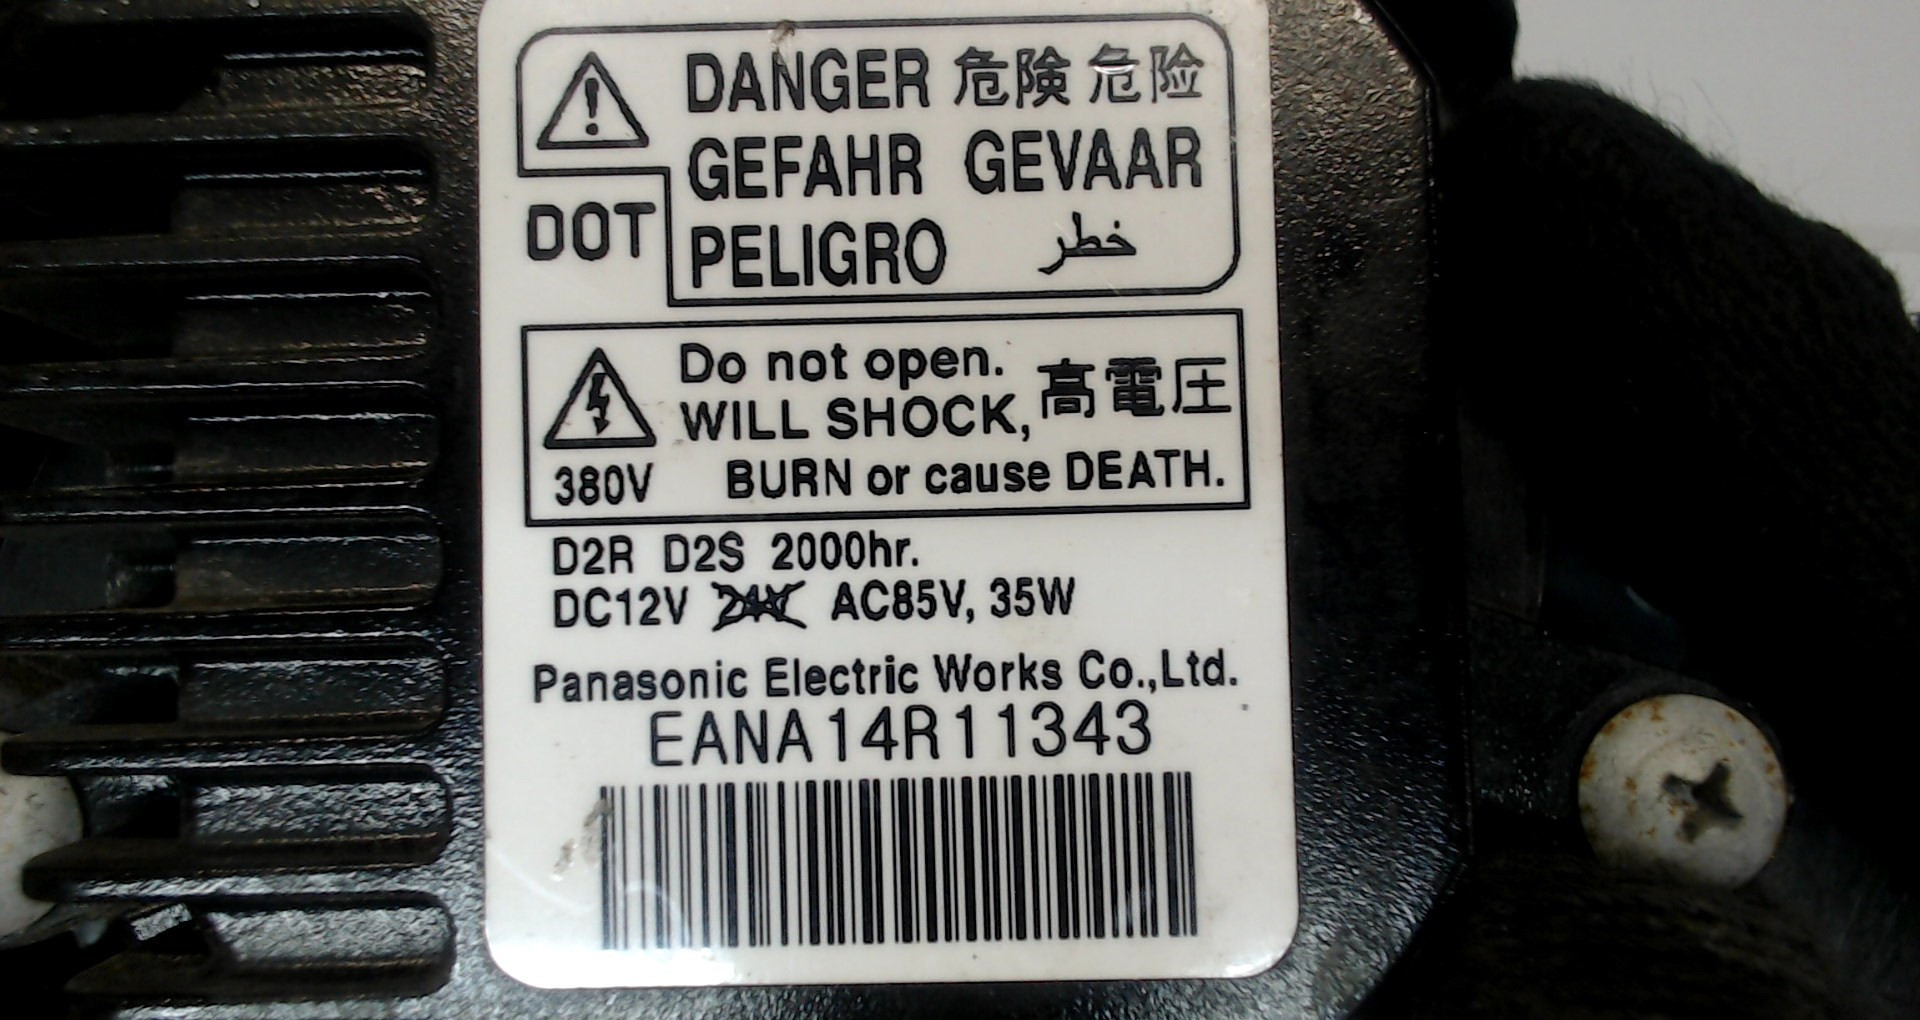 DANGER 危険 危险
GEFAHR GEVAAR
DOT
PELIGRO خطر
Do not open.
WILL SHOCK, 高電圧
380V BURN or cause DEATH.
D2R D2S 2000hr.
DC12V 24V AC85V, 35W
Panasonic Electric Works Co.,Ltd.
EANA14R11343